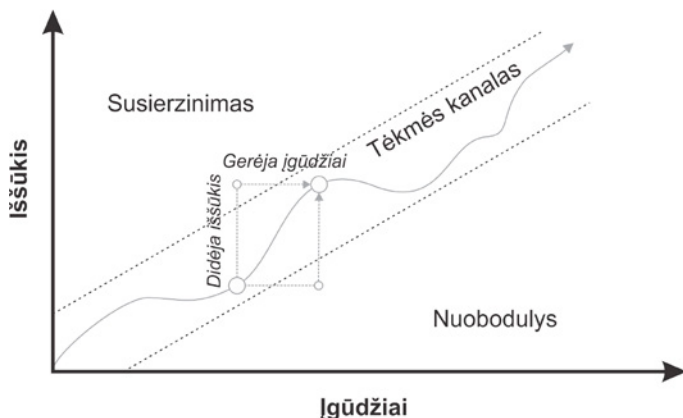 Susierzinimas
Tėkmės kanalas
Gerėja įgūdžiai
Didėja iššūkis
Iššūkis
Nuobodulys
Įgūdžiai